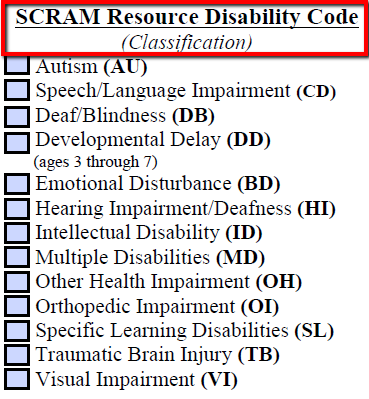 SCRAM Resource Disability Code
(Classification)
Autism (AU)
Speech/Language Impairment (CD)
Deaf/Blindness (DB)
Developmental Delay (DD)
(ages 3 through 7)
Emotional Disturbance (BD)
Hearing Impairment/Deafness (HI)
Intellectual Disability (ID)
Multiple Disabilities (MD)
Other Health Impairment (OH)
Orthopedic Impairment (OI)
Specific Learning Disabilities (SL)
Traumatic Brain Injury (TB)
Visual Impairment (VI)